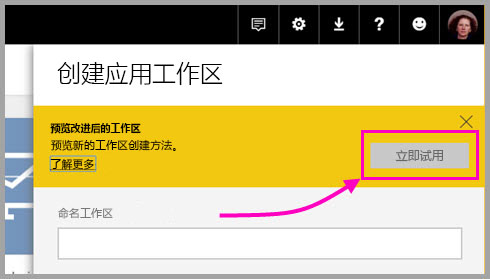 创建应用工作区
预览改进后的工作区
预览新的工作区创建方法。
了解更多
立即试用
命名工作区